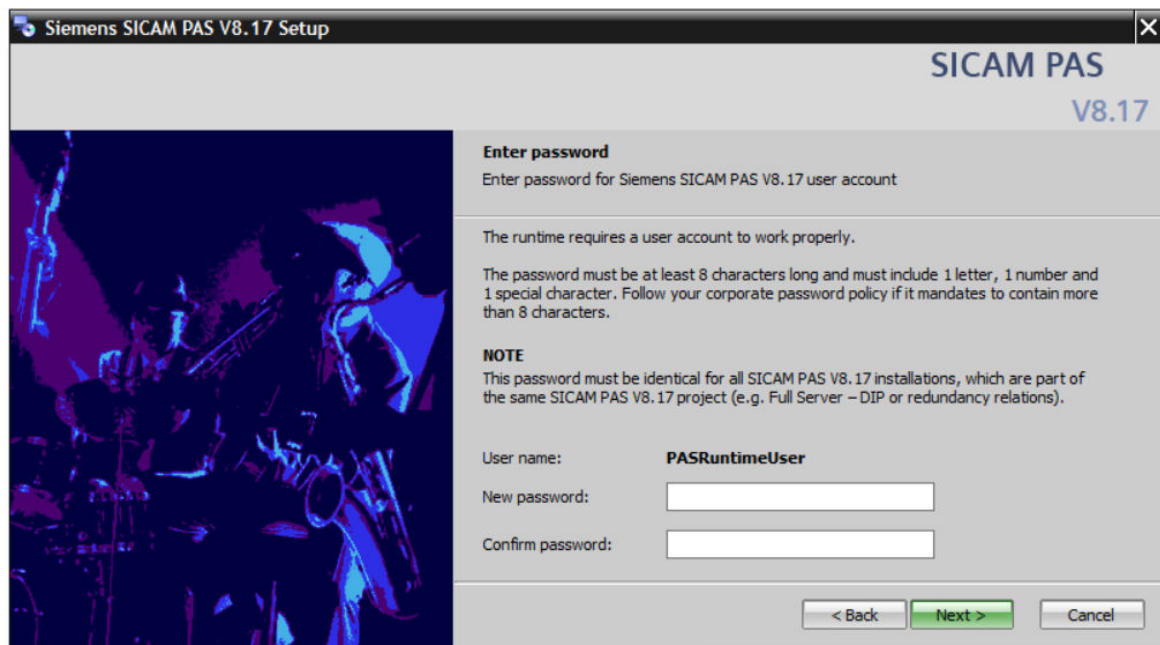 Siemens SICAM PAS V8.17 Setup
SICAM PAS
V8.17
Enter password
Enter password for Siemens SICAM PAS V8.17 user account
The runtime requires a user account to work properly.
The password must be at least 8 characters long and must include 1 letter, 1 number and
1 special character. Follow your corporate password policy if it mandates to contain more
than 8 characters.
NOTE
This password must be identical for all SICAM PAS V8.17 installations, which are part of
the same SICAM PAS V8.17 project (e.g. Full Server – DIP or redundancy relations).
User name: PASRuntimeUser
New password:
Confirm password:
< Back Next > Cancel